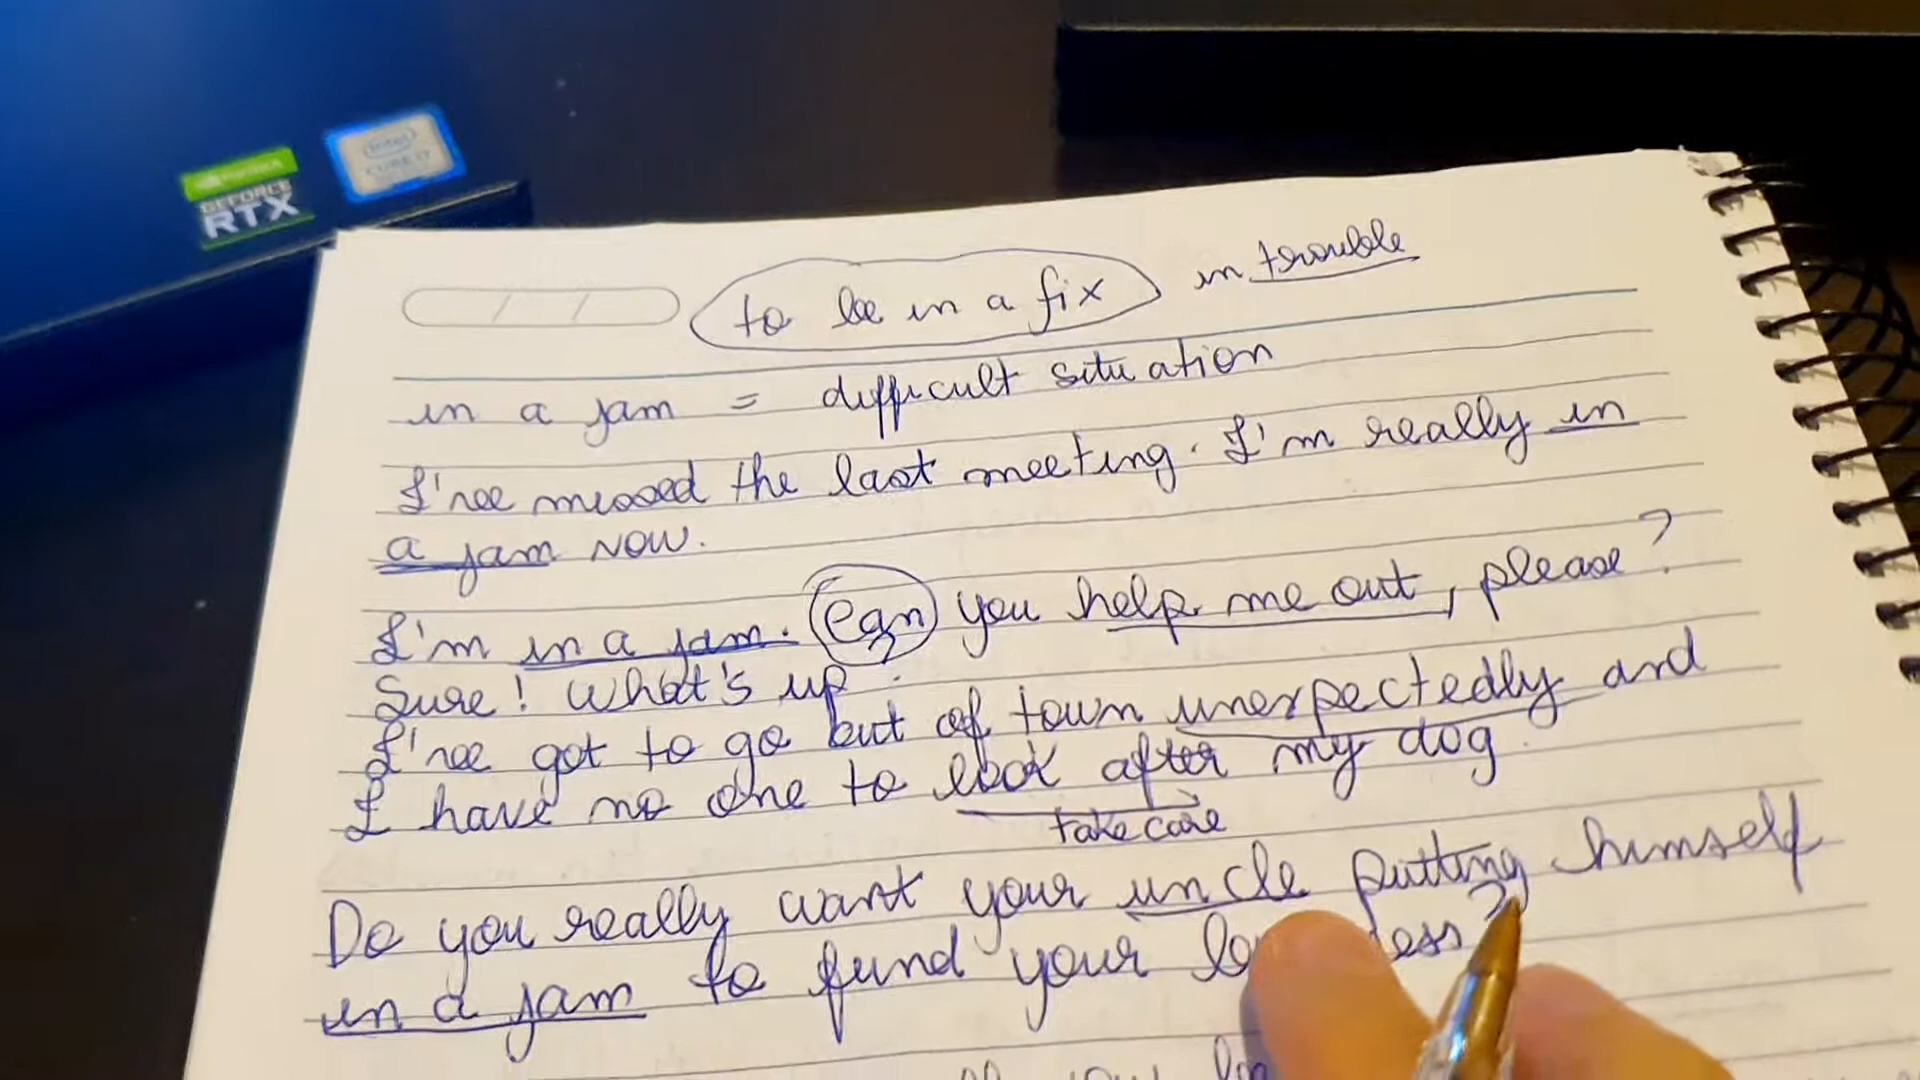 NVIDIA
GEFORCE
RTX
intel
CORE i7
to be in a fix in trouble
in a jam = difficult situation
I've missed the last meeting. I'm really in
a jam now.
I'm in a jam. Can you help me out, please?
Sure! What's up?
I've got to go out of town unexpectedly and
I have no one to look after my dog.
take care
Do you really want your uncle putting himself
in a jam to fund your